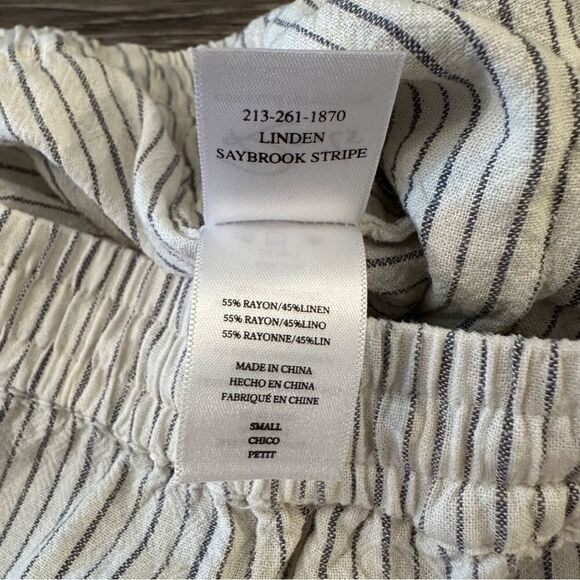 213-261-1870
LINDEN
SAYBROOK STRIPE
55% RAYON/45%LINEN
55% RAYON/45%LINO
55% RAYONNE/45%LIN
MADE IN CHINA
HECHO EN CHINA
FABRIQUÉ EN CHINE
SMALL
CHICO
PETIT